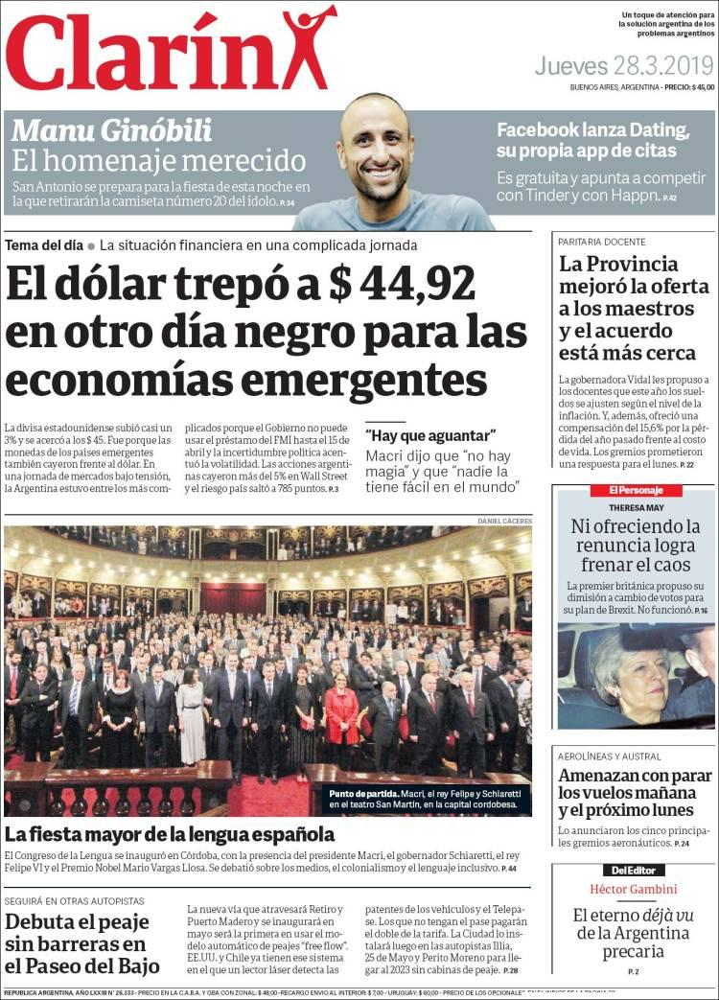 Clarín
Un toque de atención para
la solución argentina de los
problemas argentinos
Jueves 28.3.2019
BUENOS AIRES, ARGENTINA - PRECIO: $ 45,00
Manu Ginóbili
El homenaje merecido
San Antonio se prepara para la fiesta de esta noche en
la que retirarán la camiseta número 20 del ídolo. P.34
Facebook lanza Dating,
su propia app de citas
Es gratuita y apunta a competir
con Tinder y con Happn. P.42
Tema del día ● La situación financiera en una complicada jornada
El dólar trepó a $ 44,92
en otro día negro para las
economías emergentes
La divisa estadounidense subió casi un
3% y se acercó a los $ 45. Fue porque las
monedas de los países emergentes
también cayeron frente al dólar. En
una jornada de mercados bajo tensión,
la Argentina estuvo entre los más com-
plicados porque el Gobierno no puede
usar el préstamo del FMI hasta el 15 de
abril y la incertidumbre política acen-
tuó la volatilidad. Las acciones argen-
tinas cayeron más del 5% en Wall Street
y el riesgo país saltó a 785 puntos. P.3
“Hay que aguantar”
Macri dijo que “no hay
magia” y que “nadie la
tiene fácil en el mundo”
PARITARIA DOCENTE
La Provincia
mejoró la oferta
a los maestros
y el acuerdo
está más cerca
La gobernadora Vidal les propuso a
los docentes que este año los suel-
dos se ajusten según el nivel de la
inflación. Y, además, ofreció una
compensación del 15,6% por la pér-
dida del año pasado frente al costo
de vida. Los gremios prometieron
una respuesta para el lunes. P.22
El Personaje
THERESA MAY
Ni ofreciendo la
renuncia logra
frenar el caos
La premier británica propuso su
dimisión a cambio de votos para
su plan de Brexit. No funcionó. P.16
DANIEL CÁCERES
Punto de partida. Macri, el rey Felipe y Schiaretti
en el teatro San Martín, en la capital cordobesa.
La fiesta mayor de la lengua española
El Congreso de la Lengua se inauguró en Córdoba, con la presencia del presidente Macri, el gobernador Schiaretti, el rey
Felipe VI y el Premio Nobel Mario Vargas Llosa. Se debatió sobre los medios, el colonialismo y el lenguaje inclusivo. P.44
AEROLÍNEAS Y AUSTRAL
Amenazan con parar
los vuelos mañana
y el próximo lunes
Lo anunciaron los cinco principa-
les gremios aeronáuticos. P.24
Del Editor
Héctor Gambini
El eterno déjà vu
de la Argentina
precaria
P.2
SEGUIRÁ EN OTRAS AUTOPISTAS
Debuta el peaje
sin barreras en
el Paseo del Bajo
La nueva vía que atravesará Retiro y
Puerto Madero y se inaugurará en
mayo será la primera en usar el mo-
delo automático de peajes “free flow”.
EE.UU. y Chile ya tienen ese sistema
en el que un lector láser detecta las
patentes de los vehículos y el Telepa-
se. Los que no tengan el pase pagarán
el doble de la tarifa. La Ciudad lo ins-
talará luego en las autopistas Illia,
25 de Mayo y Perito Moreno para lle-
gar al 2023 sin cabinas de peaje. P.28
REPUBLICA ARGENTINA, AÑO LXXIII N° 26.333 - PRECIO EN LA C.A.B.A. Y GBA CON ZONAL: $ 48,00 - RECARGO ENVIO AL INTERIOR: $ 7,00 - URUGUAY: $ 60,00 - PRECIO DE LOS OPCIONALE